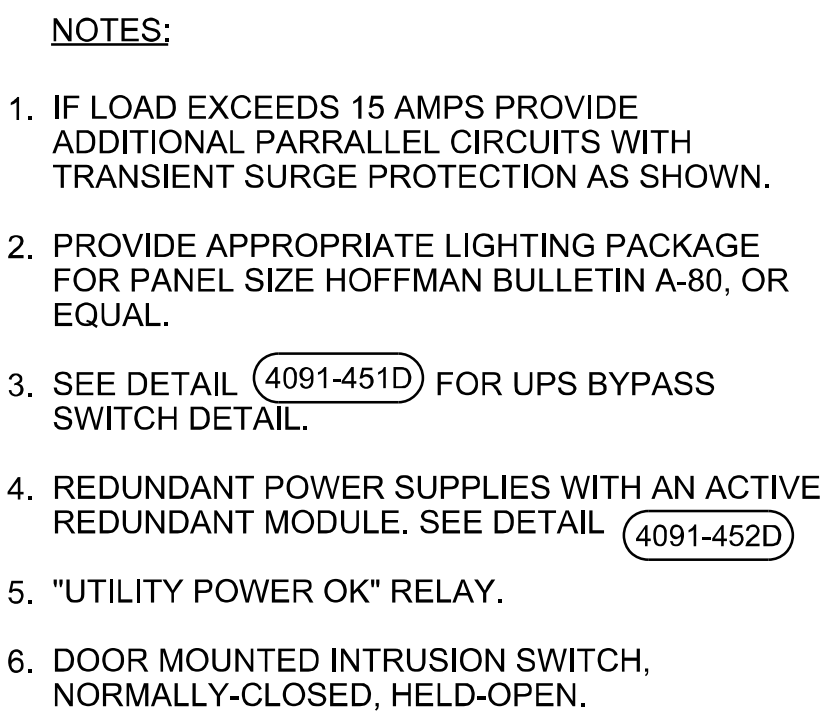 NOTES:
1. IF LOAD EXCEEDS 15 AMPS PROVIDE
ADDITIONAL PARRALLEL CIRCUITS WITH
TRANSIENT SURGE PROTECTION AS SHOWN.
2. PROVIDE APPROPRIATE LIGHTING PACKAGE
FOR PANEL SIZE HOFFMAN BULLETIN A-80, OR
EQUAL.
3. SEE DETAIL 4091-451D FOR UPS BYPASS
SWITCH DETAIL.
4. REDUNDANT POWER SUPPLIES WITH AN ACTIVE
REDUNDANT MODULE. SEE DETAIL 4091-452D
5. "UTILITY POWER OK" RELAY.
6. DOOR MOUNTED INTRUSION SWITCH,
NORMALLY-CLOSED, HELD-OPEN.